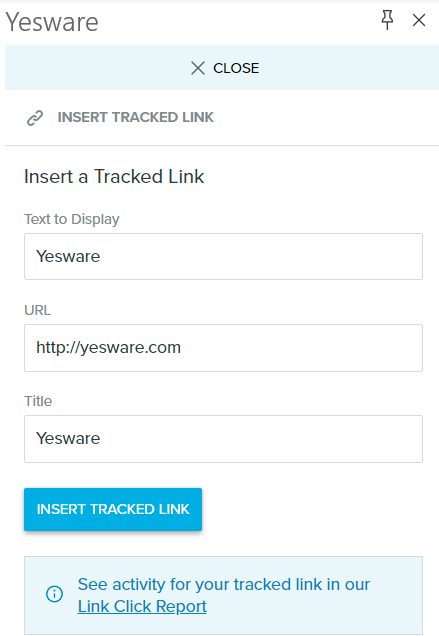 Yesware
CLOSE
INSERT TRACKED LINK
Insert a Tracked Link
Text to Display
Yesware
URL
http://yesware.com
Title
Yesware
INSERT TRACKED LINK
See activity for your tracked link in our
Link Click Report